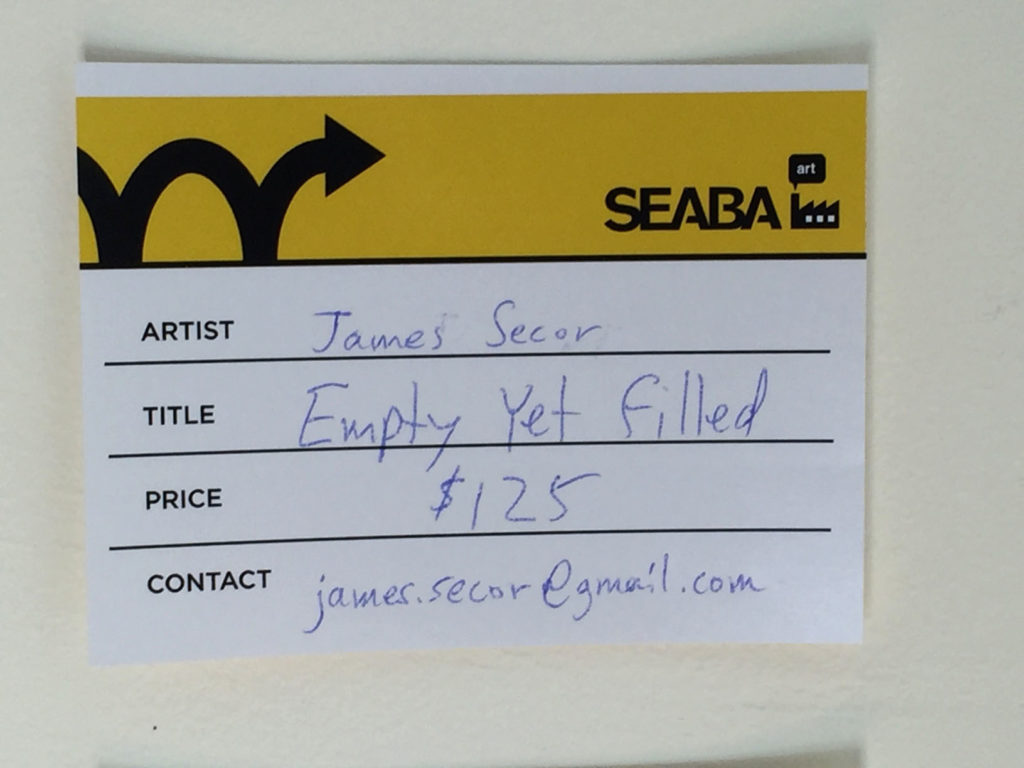 art
SEABA
ARTIST James Secor
TITLE Empty Yet Filled
PRICE $125
CONTACT james.secor@gmail.com